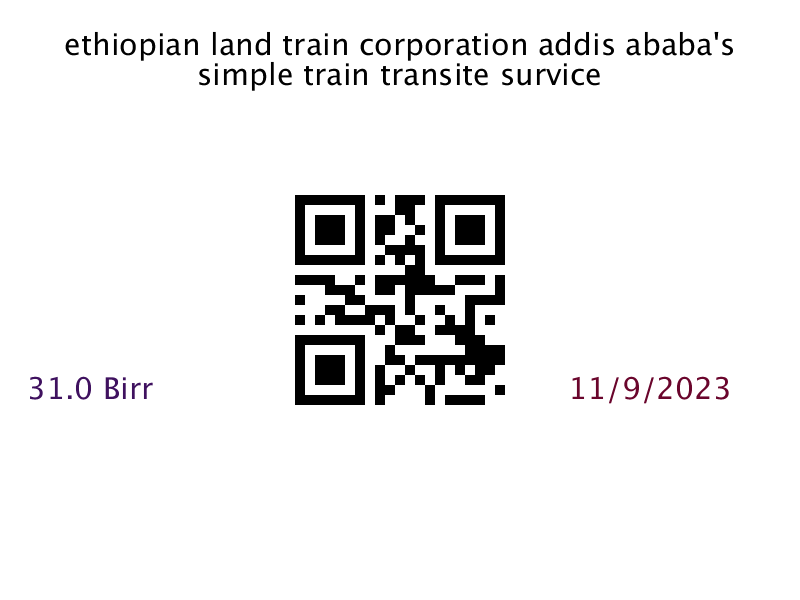 ethiopian land train corporation addis ababa's
simple train transite survice
31.0 Birr
11/9/2023